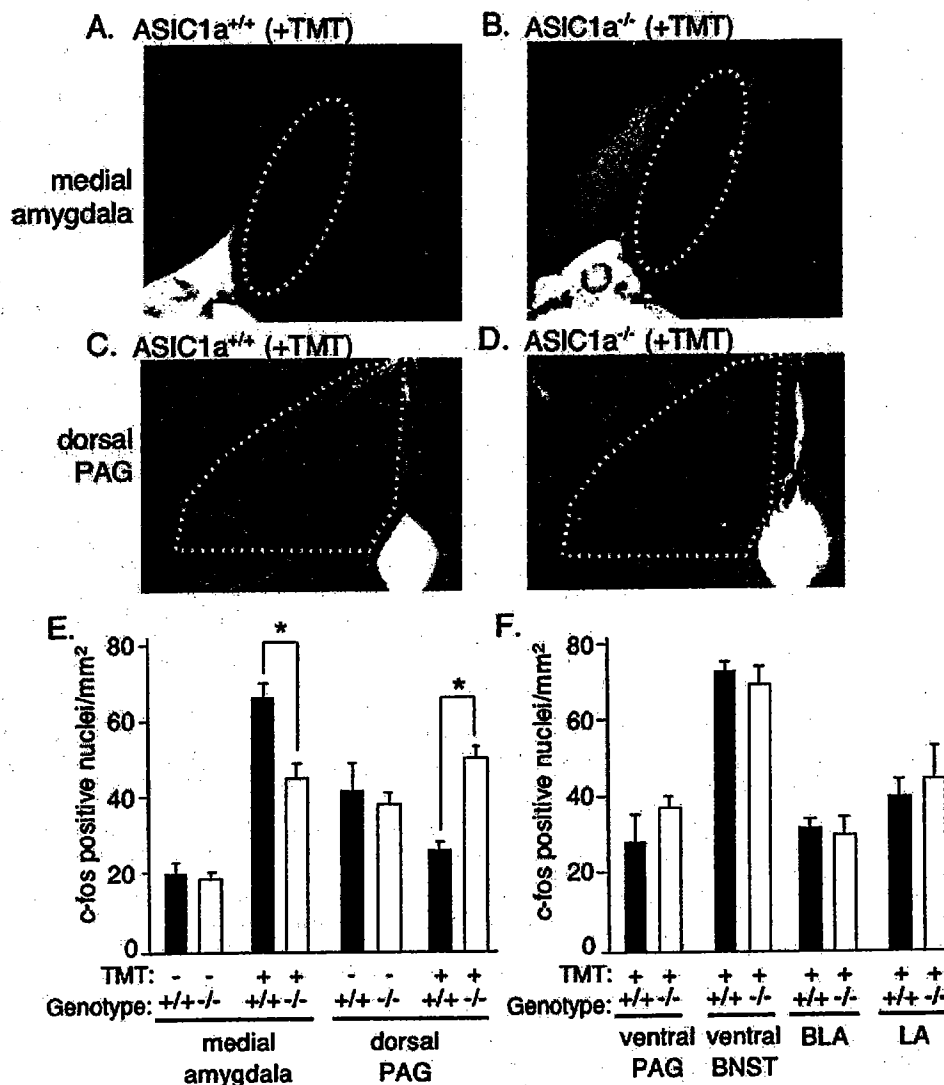 A. ASIC1a+/+ (+TMT)
B. ASIC1a-/- (+TMT)
medial
amygdala
C. ASIC1a+/+ (+TMT)
D. ASIC1a-/- (+TMT)
dorsal
PAG
E.
c-fos positive nuclei/mm²
80
60
40
20
0
*
*
TMT: - - + + - - + +
Genotype: +/+ -/- +/+ -/- +/+ -/- +/+ -/-
medial
amygdala
dorsal
PAG
F.
c-fos positive nuclei/mm²
80
60
40
20
0
TMT: + + + + + + + +
Genotype: +/+ -/- +/+ -/- +/+ -/- +/+ -/-
ventral
PAG
ventral
BNST
BLA
LA